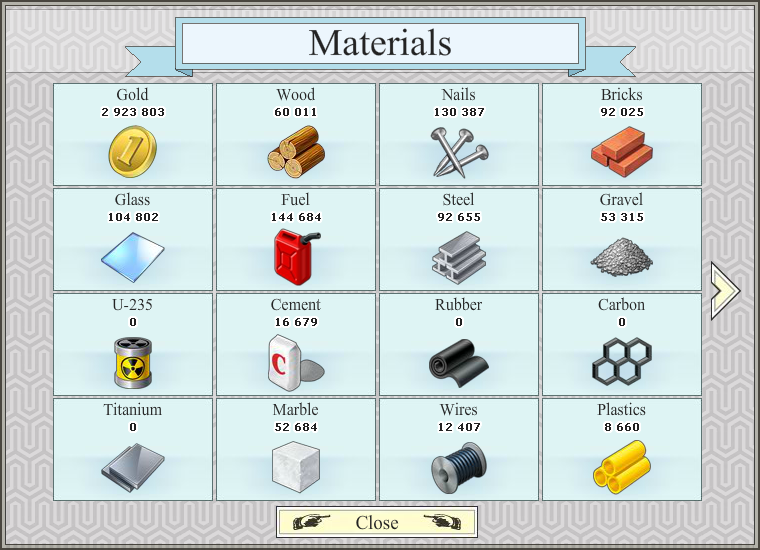 Materials
Gold
2 923 803
Wood
60 011
Nails
130 387
Bricks
92 025
1
Glass
104 802
Fuel
144 684
Steel
92 655
Gravel
53 315
U-235
0
Cement
16 679
Rubber
0
Carbon
0
C
Titanium
0
Marble
52 684
Wires
12 407
Plastics
8 660
Close